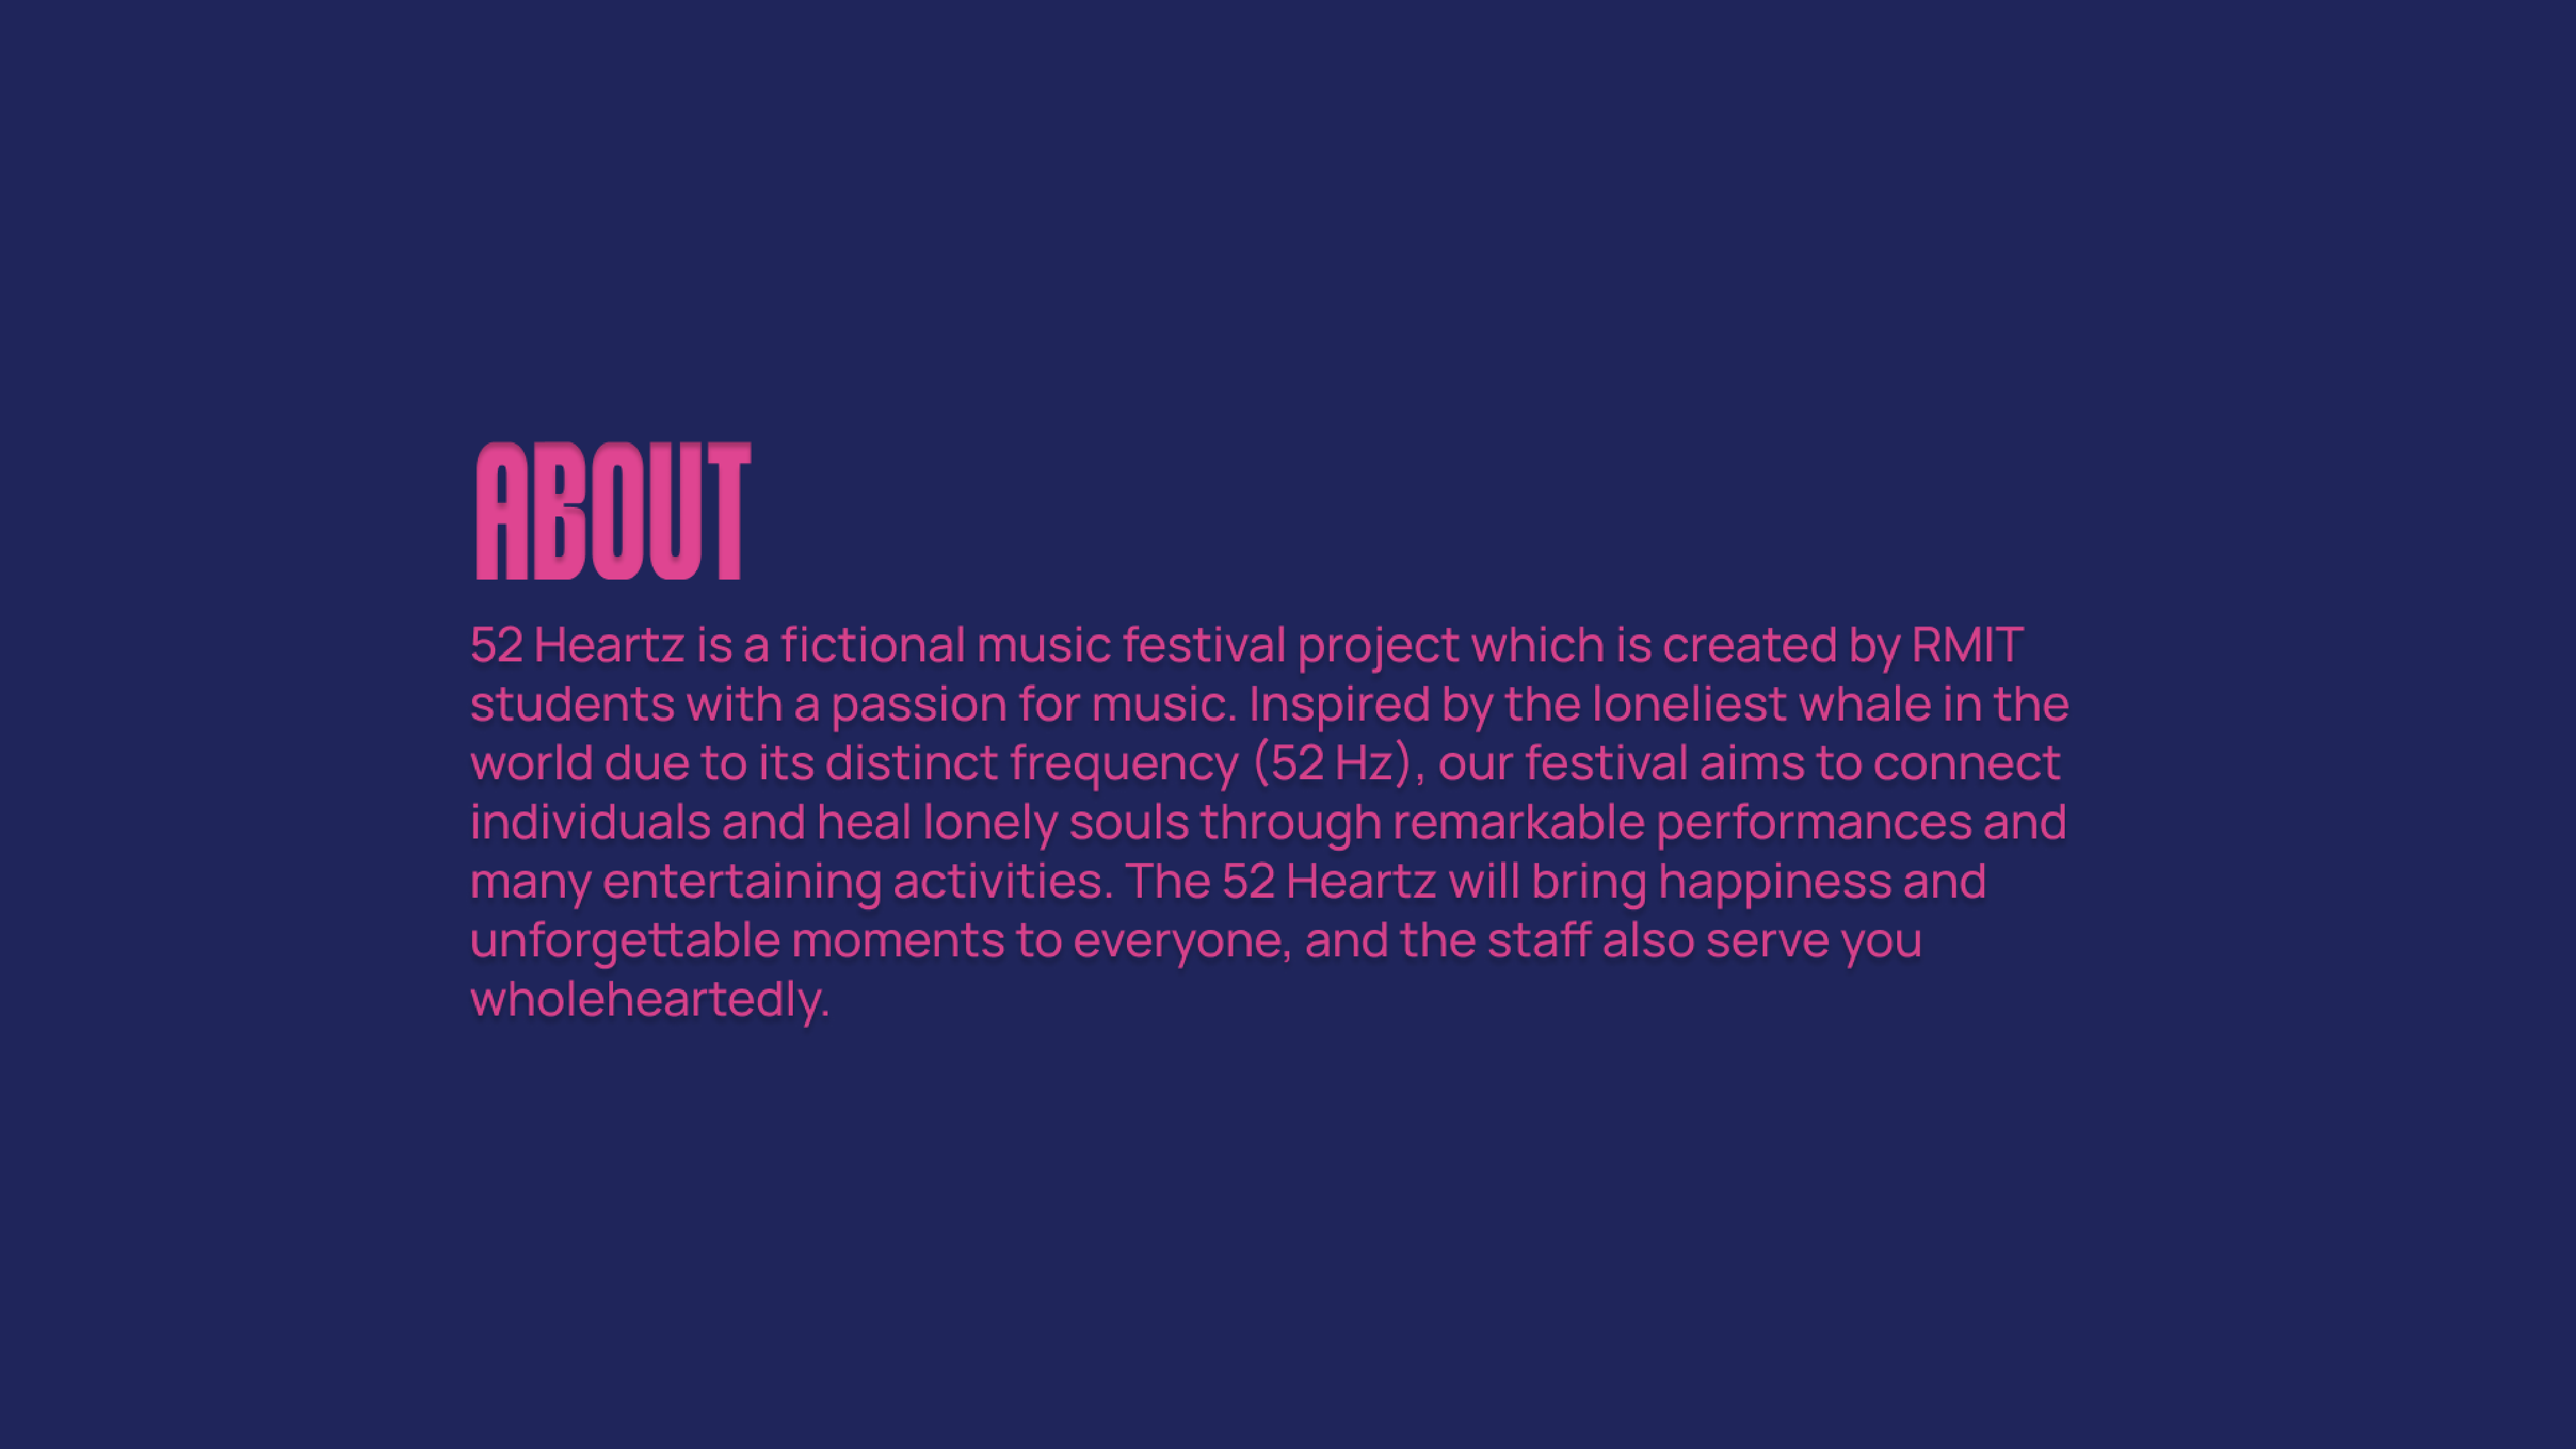 ABOUT
52 Heartz is a fictional music festival project which is created by RMIT
students with a passion for music. Inspired by the loneliest whale in the
world due to its distinct frequency (52 Hz), our festival aims to connect
individuals and heal lonely souls through remarkable performances and
many entertaining activities. The 52 Heartz will bring happiness and
unforgettable moments to everyone, and the staff also serve you
wholeheartedly.